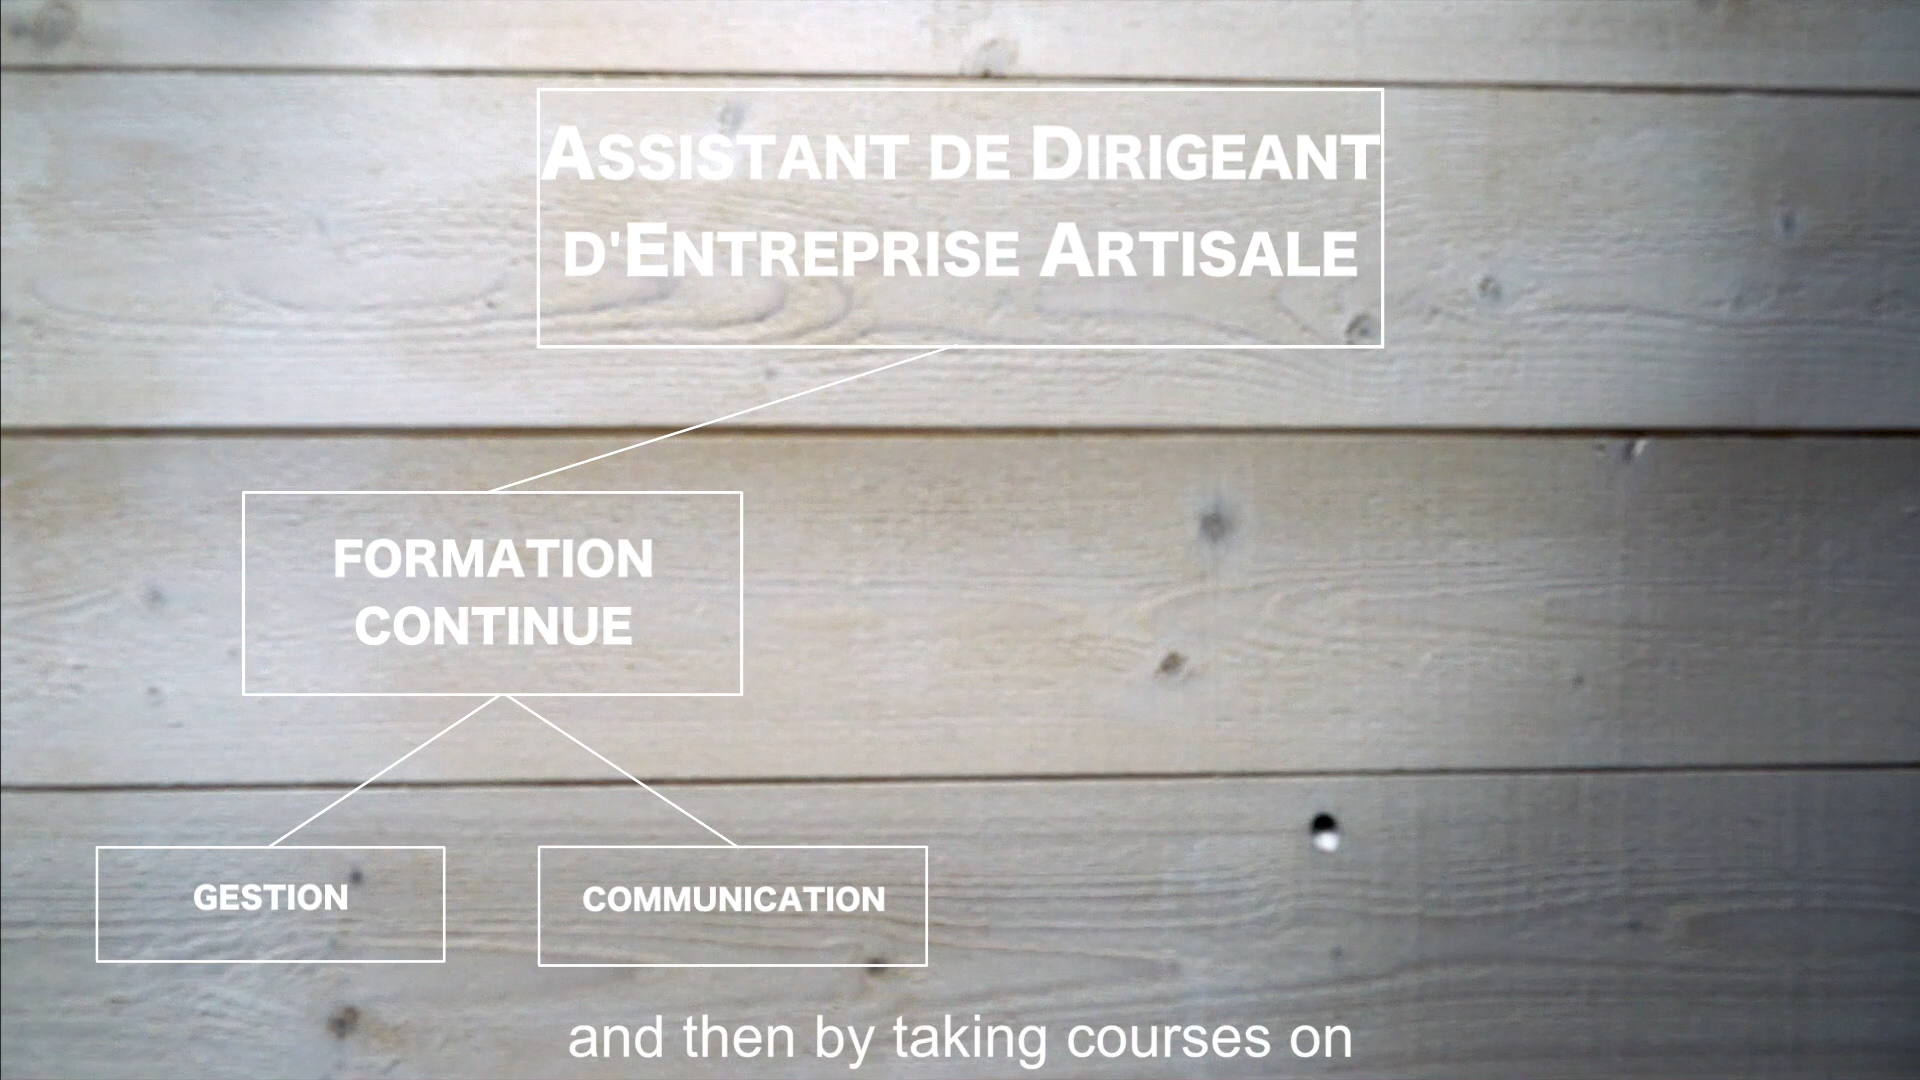 ASSISTANT DE DIRIGEANT
D'ENTREPRISE ARTISALE
FORMATION
CONTINUE
GESTION
COMMUNICATION
and then by taking courses on